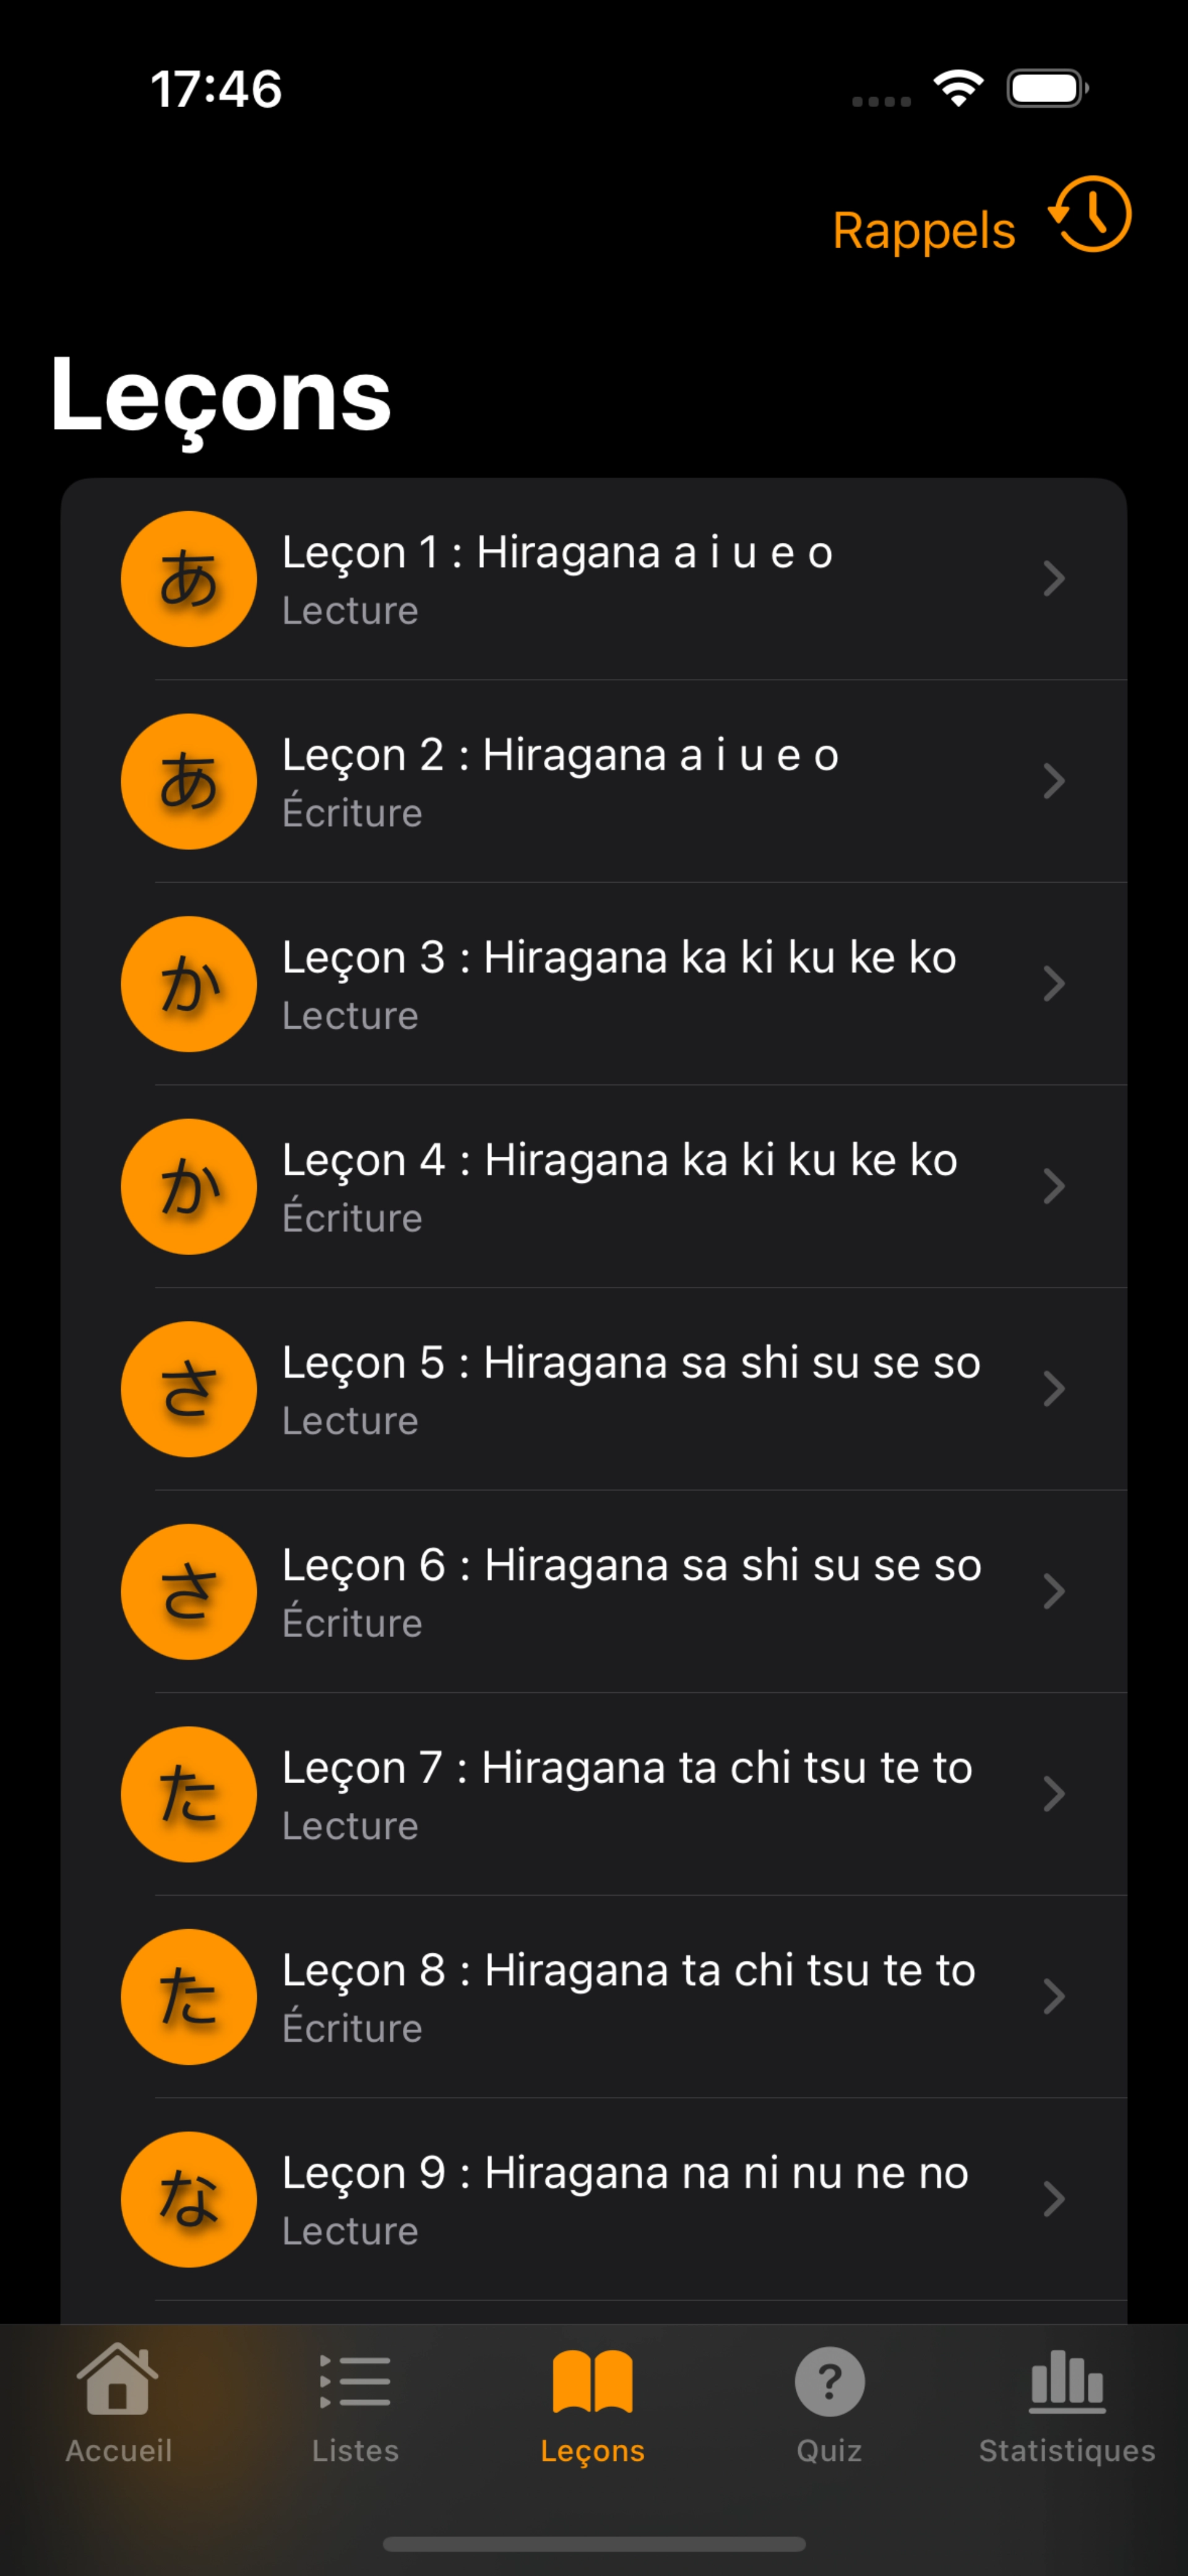 17:46
Rappels
Leçons
あ
Leçon 1 : Hiragana a i u e o
Lecture
あ
Leçon 2 : Hiragana a i u e o
Écriture
か
Leçon 3 : Hiragana ka ki ku ke ko
Lecture
か
Leçon 4 : Hiragana ka ki ku ke ko
Écriture
さ
Leçon 5 : Hiragana sa shi su se so
Lecture
さ
Leçon 6 : Hiragana sa shi su se so
Écriture
た
Leçon 7 : Hiragana ta chi tsu te to
Lecture
た
Leçon 8 : Hiragana ta chi tsu te to
Écriture
な
Leçon 9 : Hiragana na ni nu ne no
Lecture
?
Accueil Listes Leçons Quiz Statistiques